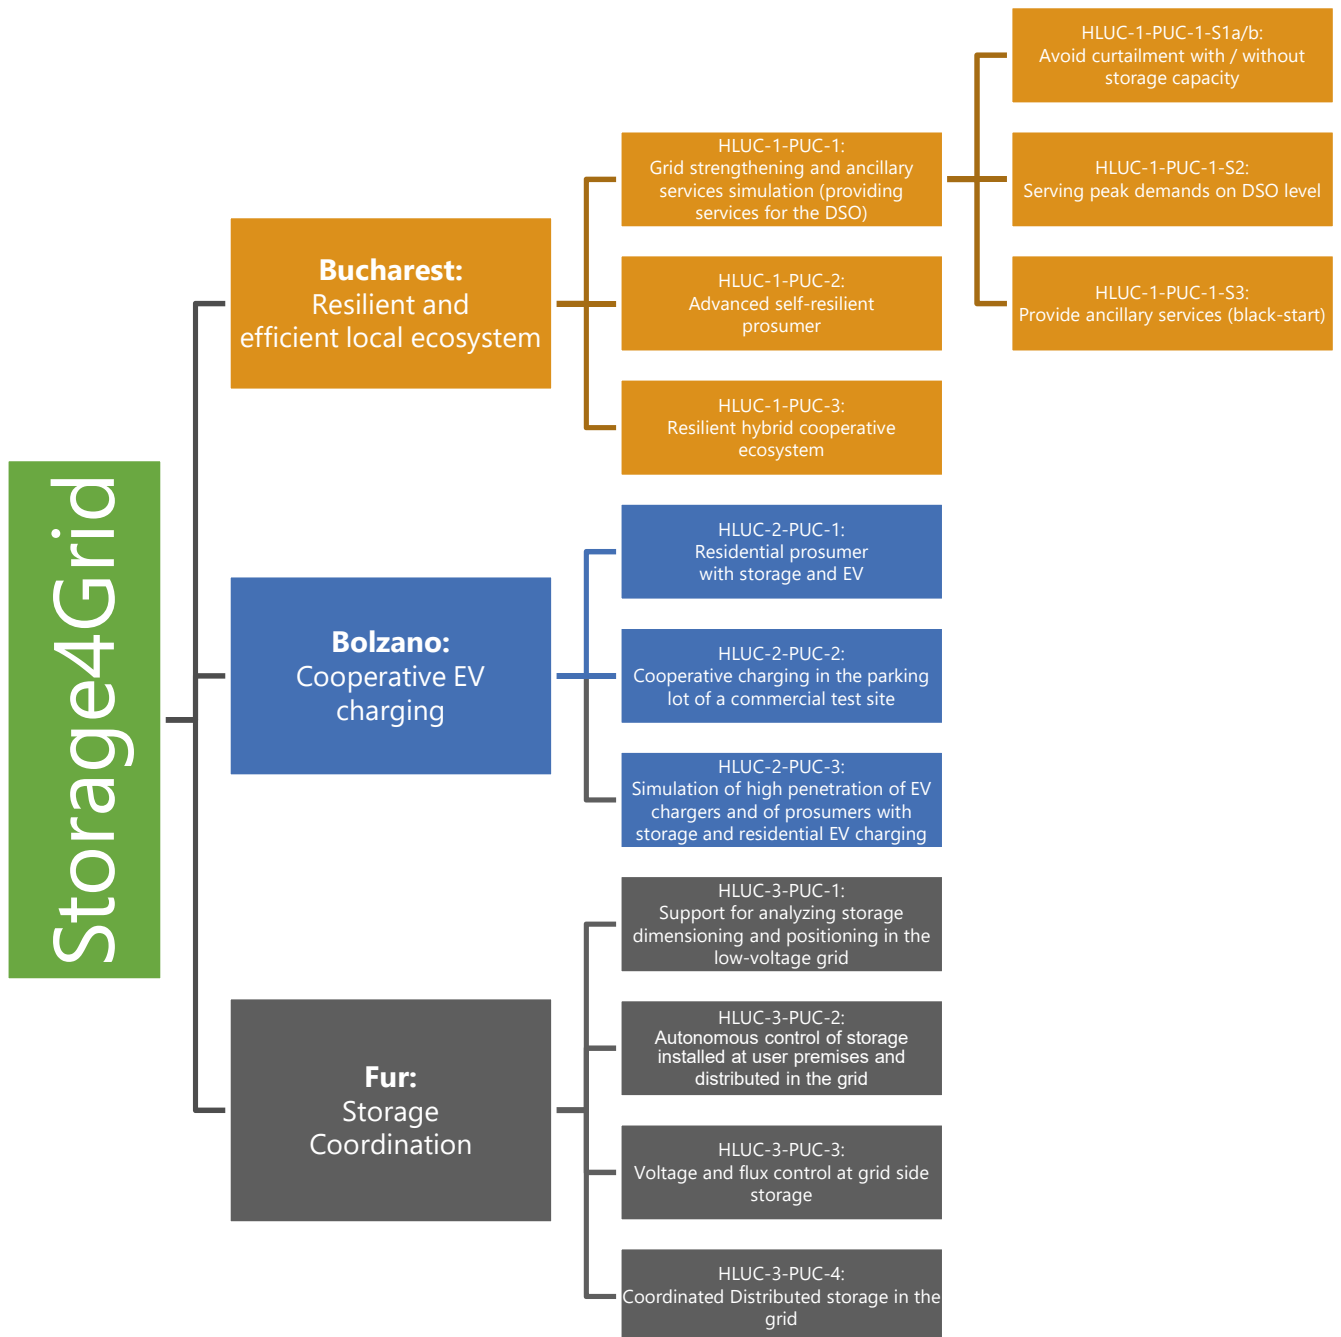 Storage4Grid
Bucharest:
Resilient and
efficient local ecosystem
HLUC-1-PUC-1:
Grid strengthening and ancillary
services simulation (providing
services for the DSO)
HLUC-1-PUC-1-S1a/b:
Avoid curtailment with / without
storage capacity
HLUC-1-PUC-1-S2:
Serving peak demands on DSO level
HLUC-1-PUC-1-S3:
Provide ancillary services (black-start)
HLUC-1-PUC-2:
Advanced self-resilient
prosumer
HLUC-1-PUC-3:
Resilient hybrid cooperative
ecosystem
Bolzano:
Cooperative EV
charging
HLUC-2-PUC-1:
Residential prosumer
with storage and EV
HLUC-2-PUC-2:
Cooperative charging in the parking
lot of a commercial test site
HLUC-2-PUC-3:
Simulation of high penetration of EV
chargers and of prosumers with
storage and residential EV charging
Fur:
Storage
Coordination
HLUC-3-PUC-1:
Support for analyzing storage
dimensioning and positioning in the
low-voltage grid
HLUC-3-PUC-2:
Autonomous control of storage
installed at user premises and
distributed in the grid
HLUC-3-PUC-3:
Voltage and flux control at grid side
storage
HLUC-3-PUC-4:
Coordinated Distributed storage in the
grid